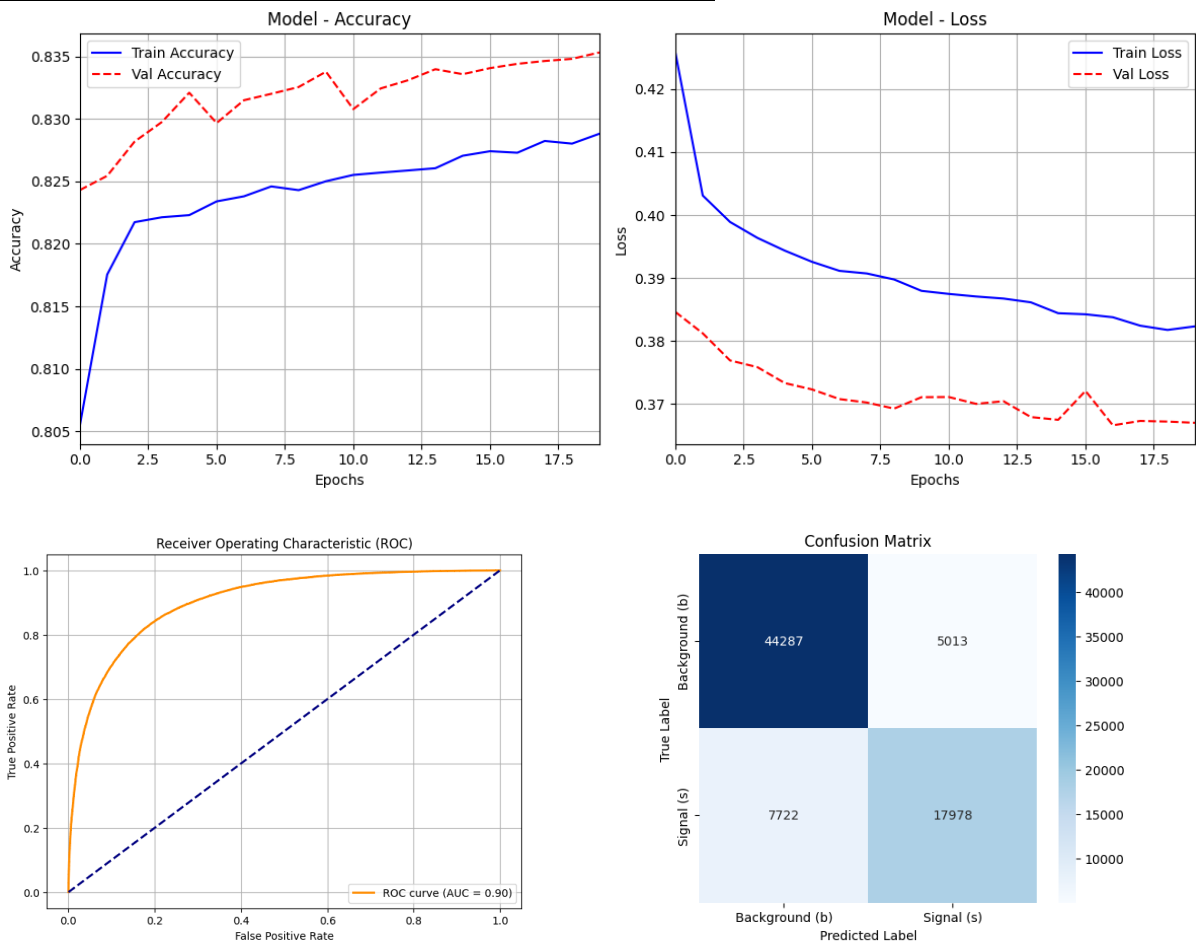 Model - Accuracy
Train Accuracy
Val Accuracy
0.835
0.830
0.825
0.820
0.815
0.810
0.805
Accuracy
0.0
2.5
5.0
7.5
10.0
12.5
15.0
17.5
Epochs
Model - Loss
Train Loss
Val Loss
0.42
0.41
0.40
0.39
0.38
0.37
Loss
0.0
2.5
5.0
7.5
10.0
12.5
15.0
17.5
Epochs
Receiver Operating Characteristic (ROC)
1.0
0.8
0.6
0.4
0.2
0.0
True Positive Rate
ROC curve (AUC = 0.90)
0.0
0.2
0.4
0.6
0.8
1.0
False Positive Rate
Confusion Matrix
True Label
Background (b)
44287
5013
Signal (s)
7722
17978
Background (b)
Signal (s)
Predicted Label
40000
35000
30000
25000
20000
15000
10000